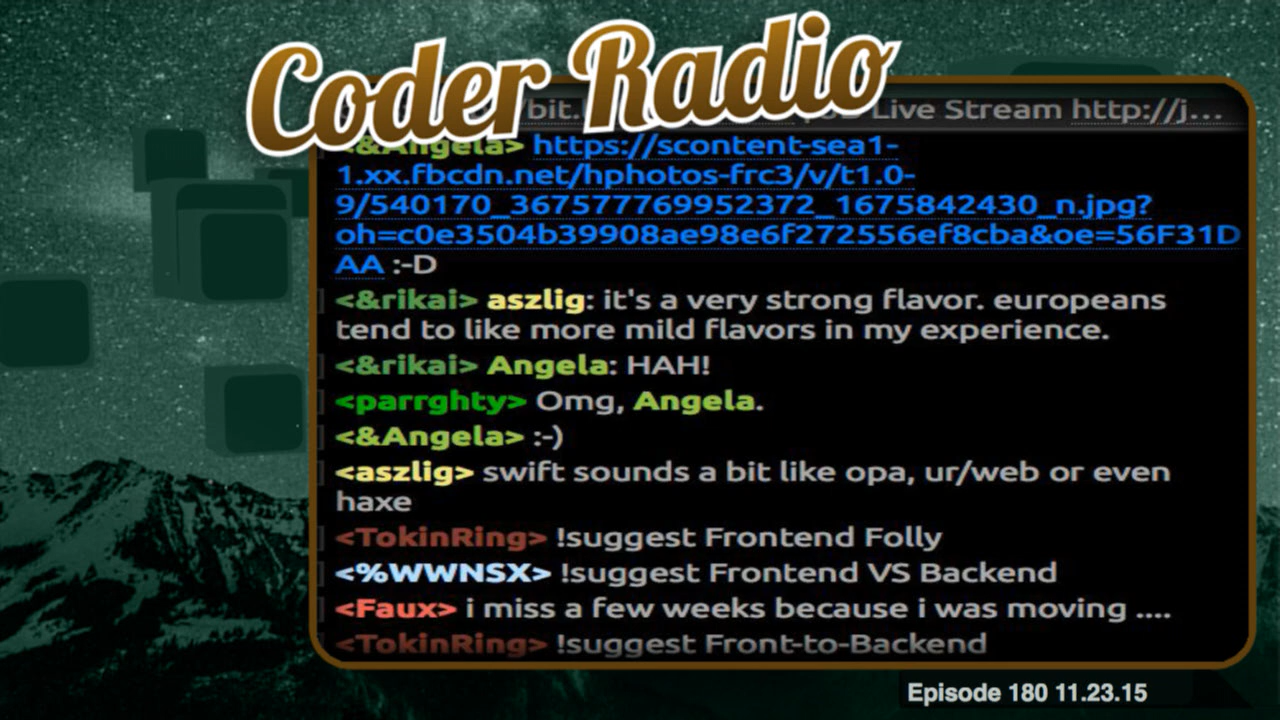 Coder Radio
/bit. Live Stream http://j...
<&Angela> https://scontent-sea1-
1.xx.fbcdn.net/hphotos-frc3/v/t1.0-
9/540170_367577769952372_1675842430_n.jpg?
oh=c0e3504b39908ae98e6f272556ef8cba&oe=56F31D
AA :-D
<&rikai> aszlig: it's a very strong flavor. europeans
tend to like more mild flavors in my experience.
<&rikai> Angela: HAH!
<parrghty> Omg, Angela.
<&Angela> :-)
<aszlig> swift sounds a bit like opa, ur/web or even
haxe
<TokinRing> !suggest Frontend Folly
<%WWNSX> !suggest Frontend VS Backend
<Faux> i miss a few weeks because i was moving ....
<TokinRing> !suggest Front-to-Backend
Episode 180 11.23.15